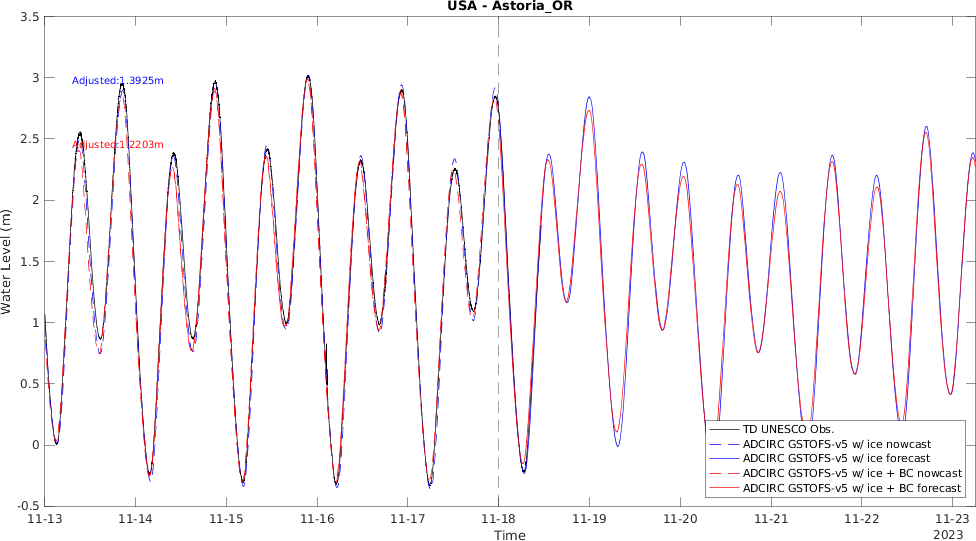 USA - Astoria_OR
3.5
3
2.5
2
1.5
1
0.5
0
-0.5
Water Level (m)
Adjusted:1.3925m
Adjusted:1.2203m
TD UNESCO Obs.
ADCIRC GSTOFS-v5 w/ ice nowcast
ADCIRC GSTOFS-v5 w/ ice forecast
ADCIRC GSTOFS-v5 w/ ice + BC nowcast
ADCIRC GSTOFS-v5 w/ ice + BC forecast
11-13 11-14 11-15 11-16 11-17 11-18 11-19 11-20 11-21 11-22 11-23
Time
2023